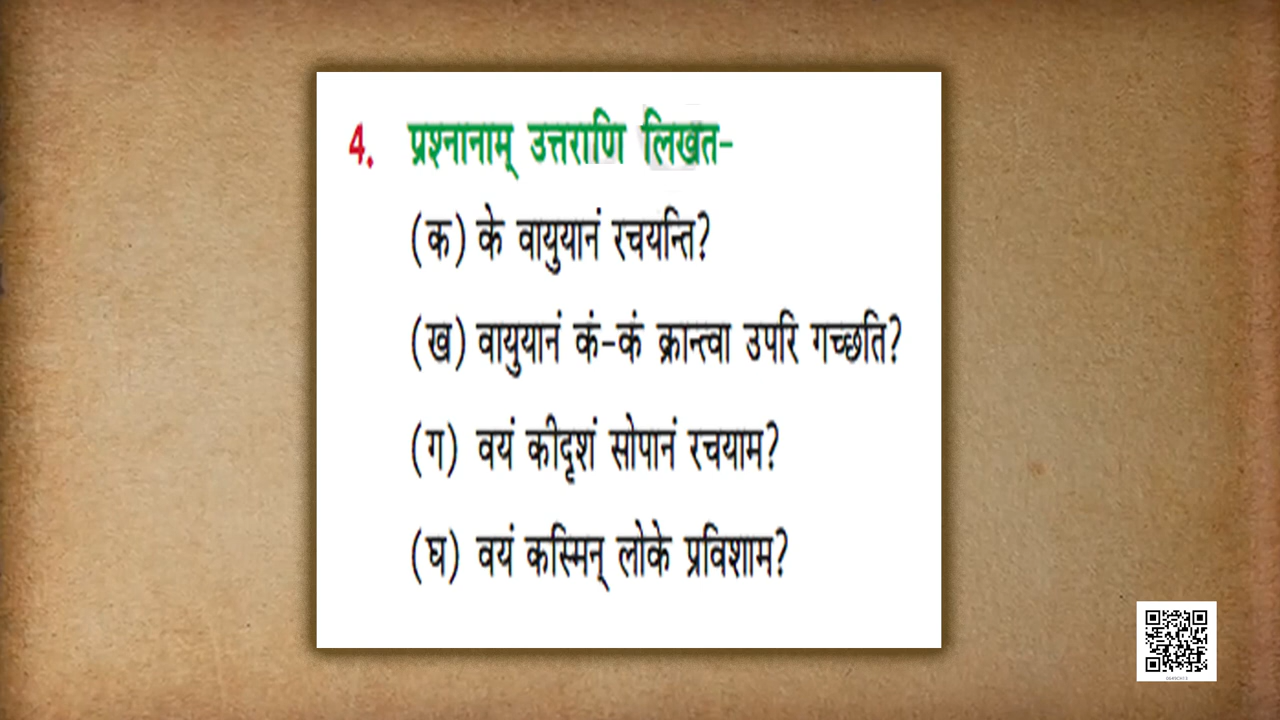 4. प्रश्नानाम् उत्तराणि लिखत-
(क) के वायुयानं रचयन्ति?
(ख) वायुयानं कं-कं क्रान्त्वा उपरि गच्छति?
(ग) वयं कीदृशं सोपानं रचयाम?
(घ) वयं कस्मिन् लोके प्रविशाम?